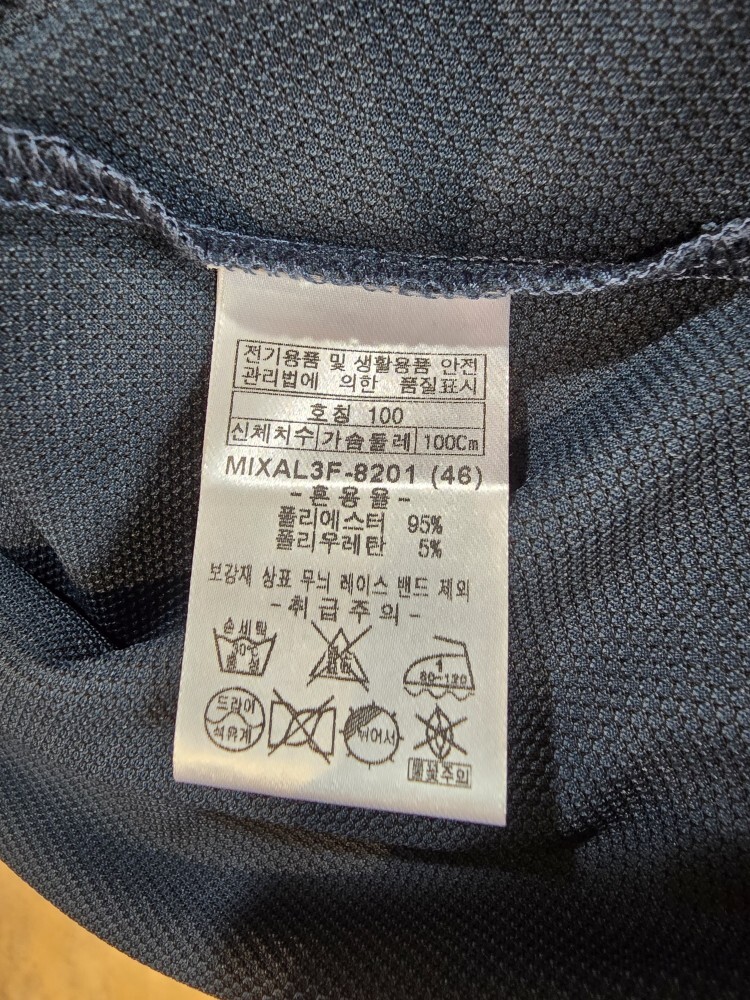 전기용품 및 생활용품 안전
관리법에 의한 품질표시
호칭 100
신체치수 가슴둘레 100Cm
MIXAL3F-8201 (46)
-혼용율-
폴리에스터 95%
폴리우레탄 5%
보강재 상표 무늬 레이스 밴드 제외
-취급주의-
손세탁
30℃
중성
1
80~120
드라이
석유계
뉘어서
불꽃주의